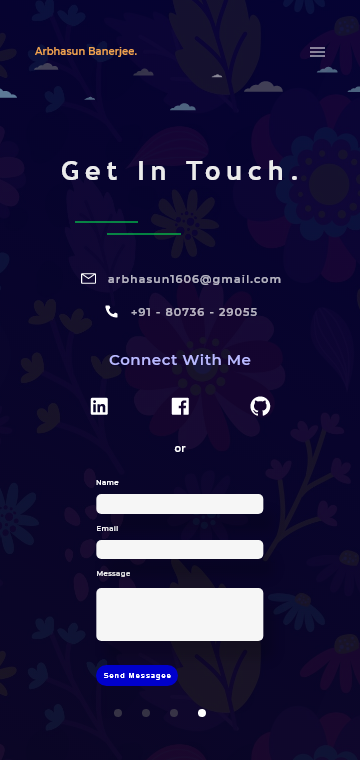 Arbhasun Banerjee.
Get In Touch.
arbhasun1606@gmail.com
+91 - 80736 - 29055
Connect With Me
or
Name
Email
Message
Send Messagee